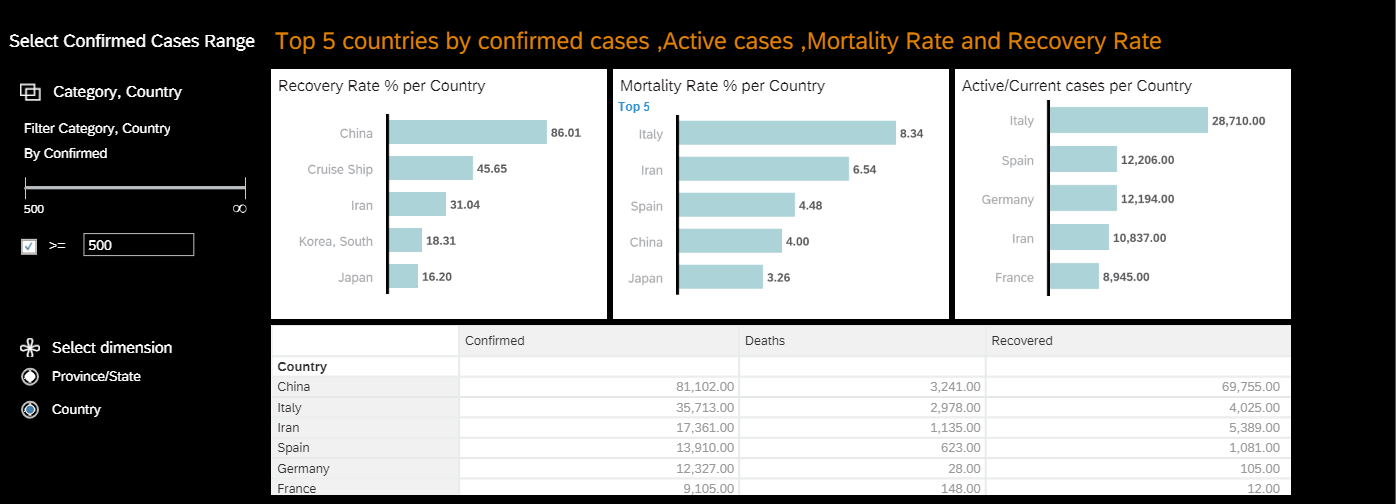 Select Confirmed Cases Range
Top 5 countries by confirmed cases ,Active cases ,Mortality Rate and Recovery Rate
Category, Country
Filter Category, Country
By Confirmed
500 ∞
>= 500
Select dimension
Province/State
Country
Recovery Rate % per Country
China 86.01
Cruise Ship 45.65
Iran 31.04
Korea, South 18.31
Japan 16.20
Mortality Rate % per Country
Top 5
Italy 8.34
Iran 6.54
Spain 4.48
China 4.00
Japan 3.26
Active/Current cases per Country
Italy 28,710.00
Spain 12,206.00
Germany 12,194.00
Iran 10,837.00
France 8,945.00
Confirmed Deaths Recovered
Country
China 81,102.00 3,241.00 69,755.00
Italy 35,713.00 2,978.00 4,025.00
Iran 17,361.00 1,135.00 5,389.00
Spain 13,910.00 623.00 1,081.00
Germany 12,327.00 28.00 105.00
France 9,105.00 148.00 12.00